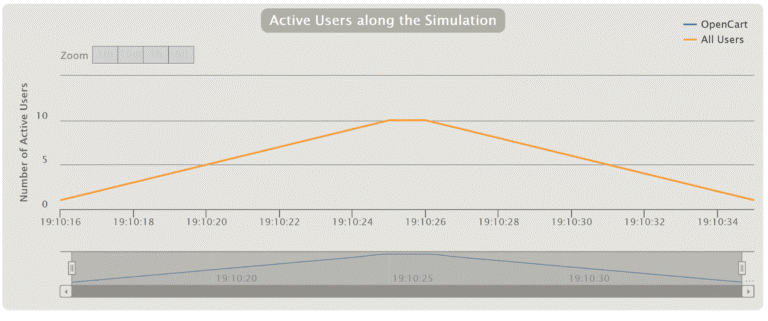 Active Users along the Simulation
OpenCart
All Users
Zoom
Number of Active Users
10
5
0
19:10:16 19:10:18 19:10:20 19:10:22 19:10:24 19:10:26 19:10:28 19:10:30 19:10:32 19:10:34
19:10:20 19:10:25 19:10:30 ...